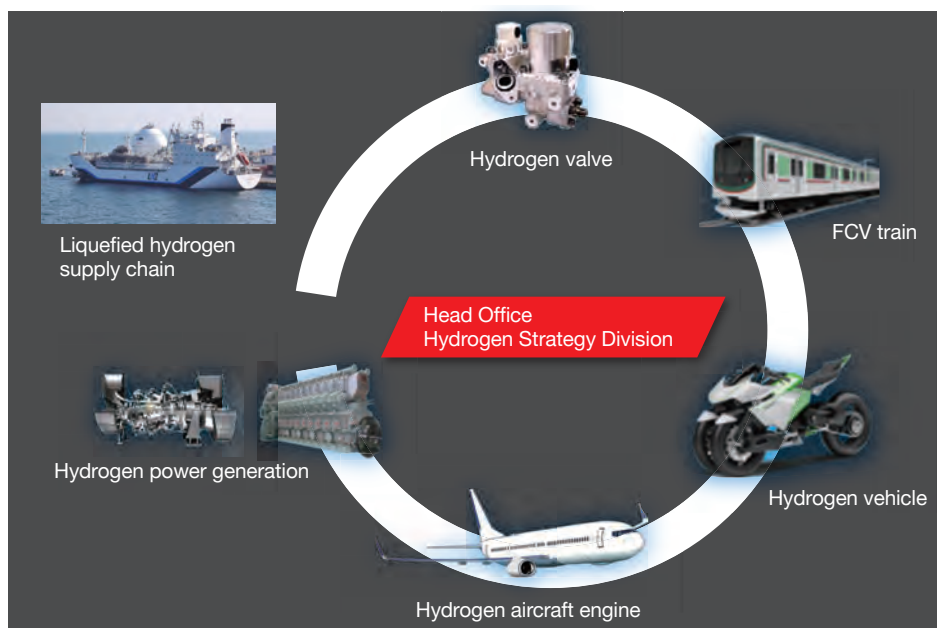 Hydrogen valve
FCV train
Liquefied hydrogen
supply chain
Head Office
Hydrogen Strategy Division
Hydrogen power generation
Hydrogen vehicle
Hydrogen aircraft engine